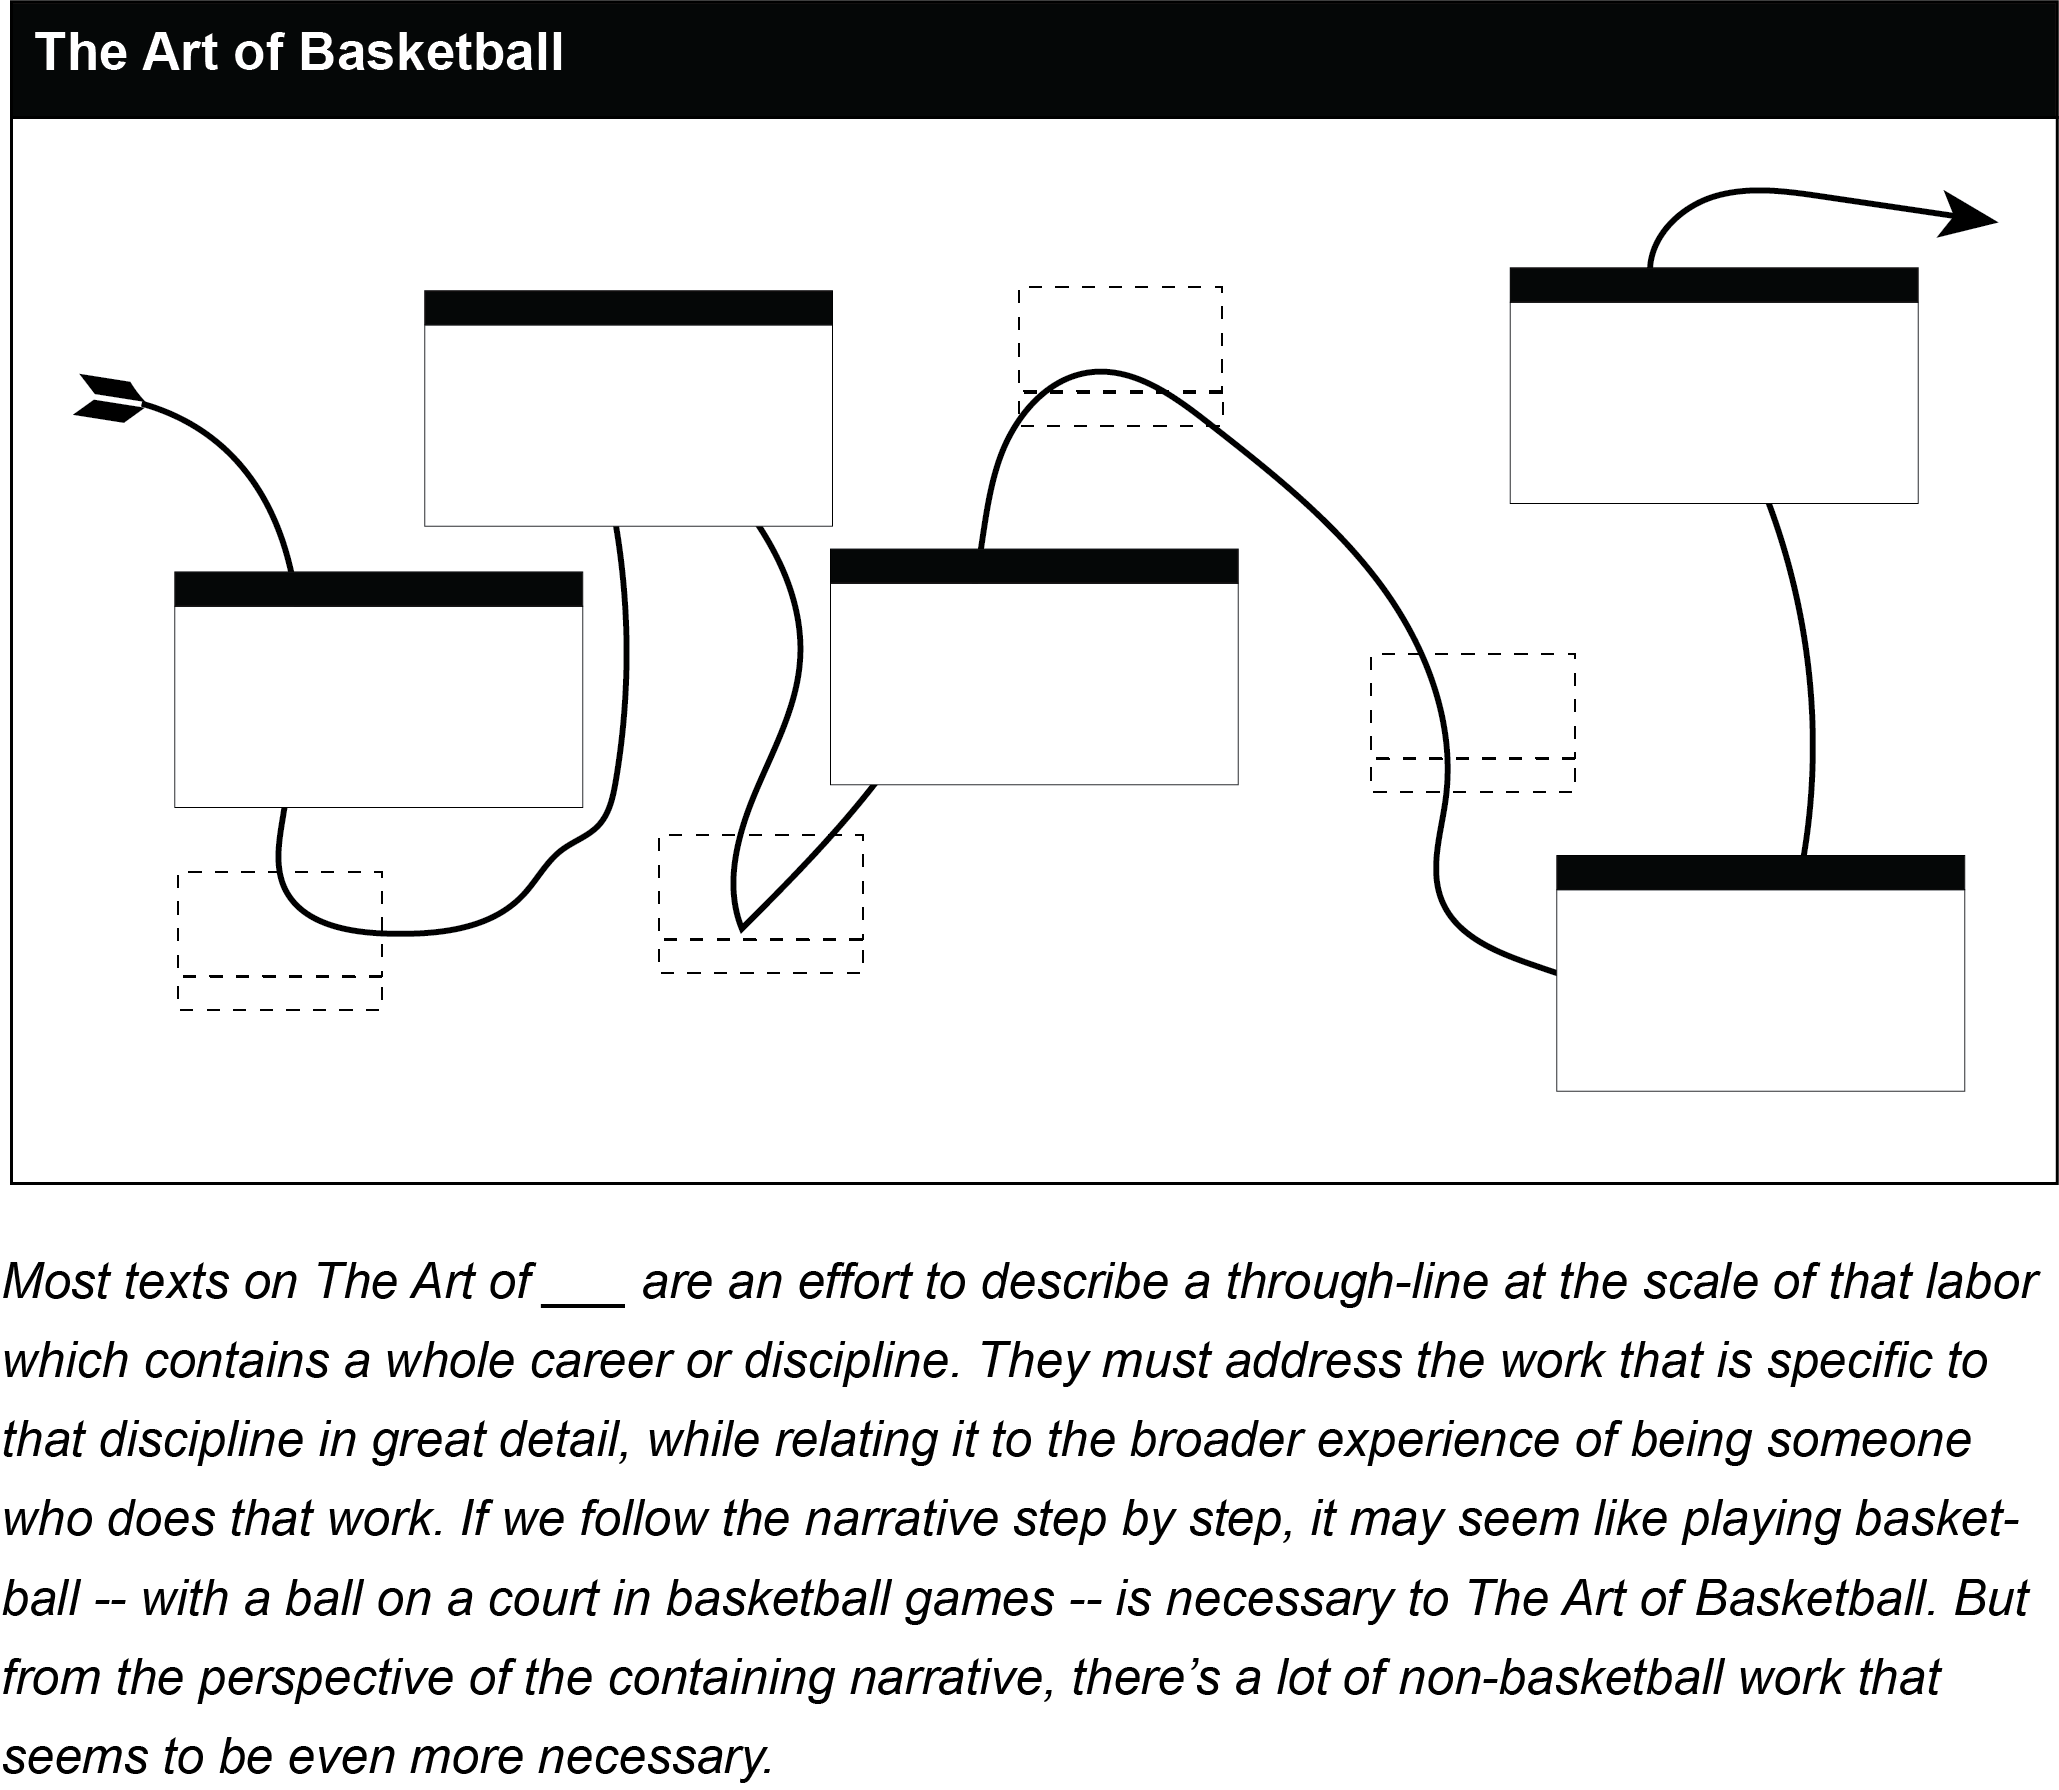 The Art of Basketball
Most texts on The Art of ___ are an effort to describe a through-line at the scale of that labor
which contains a whole career or discipline. They must address the work that is specific to
that discipline in great detail, while relating it to the broader experience of being someone
who does that work. If we follow the narrative step by step, it may seem like playing basket-
ball -- with a ball on a court in basketball games -- is necessary to The Art of Basketball. But
from the perspective of the containing narrative, there’s a lot of non-basketball work that
seems to be even more necessary.